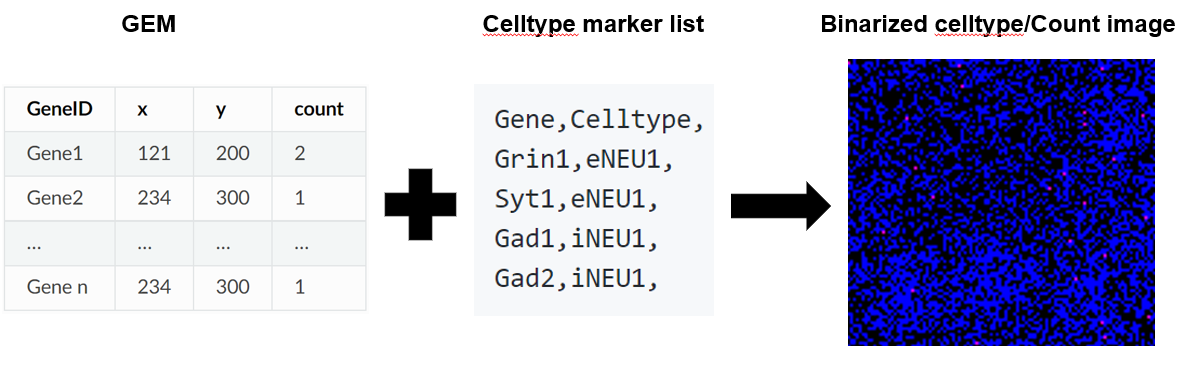 GEM
Celltype marker list
Binarized celltype/Count image
GeneID x y count
Gene1 121 200 2
Gene2 234 300 1
... ... ... ...
Gene n 234 300 1
Gene,Celltype,
Grin1,eNEU1,
Syt1,eNEU1,
Gad1,iNEU1,
Gad2,iNEU1,